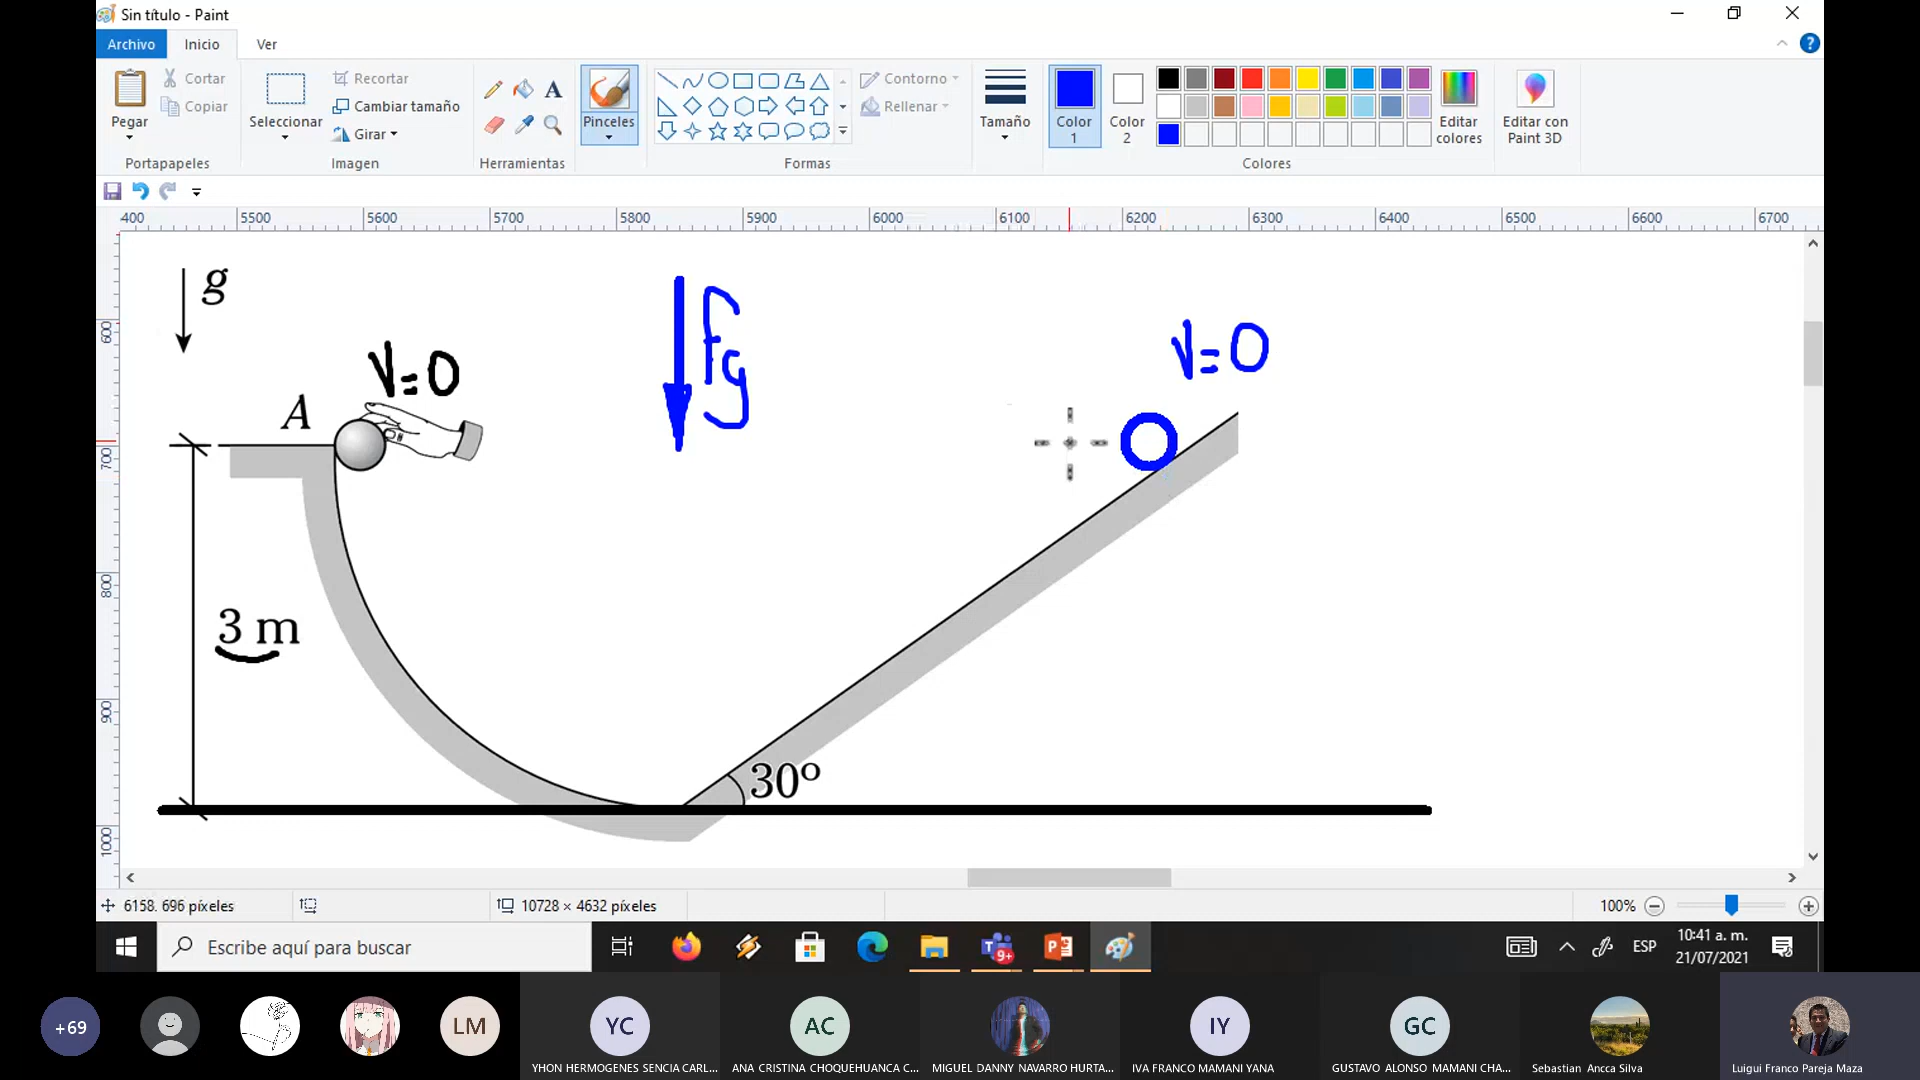 Sin título - Paint
Archivo Inicio Ver
Pegar
Cortar
Copiar
Portapapeles
Seleccionar
Recortar
Cambiar tamaño
Girar
Imagen
A
Herramientas
Pinceles
Contorno
Rellenar
Formas
Tamaño
Color 1
Color 2
Editar colores
Editar con Paint 3D
Colores
400 5500 5600 5700 5800 5900 6000 6100 6200 6300 6400 6500 6600 6700
600
700
800
900
1000
g
V=0
Fg
V=0
A
3 m
30º
6158. 696 píxeles
10728 × 4632 píxeles
100%
Escribe aquí para buscar
9+
ESP
10:41 a. m.
21/07/2021
+69
LM
YC
AC
IY
GC
YHON HERMOGENES SENCIA CARL...
ANA CRISTINA CHOQUEHUANCA C...
MIGUEL DANNY NAVARRO HURTA...
IVA FRANCO MAMANI YANA
GUSTAVO ALONSO MAMANI CHA...
Sebastian Ancca Silva
Luigui Franco Pareja Maza